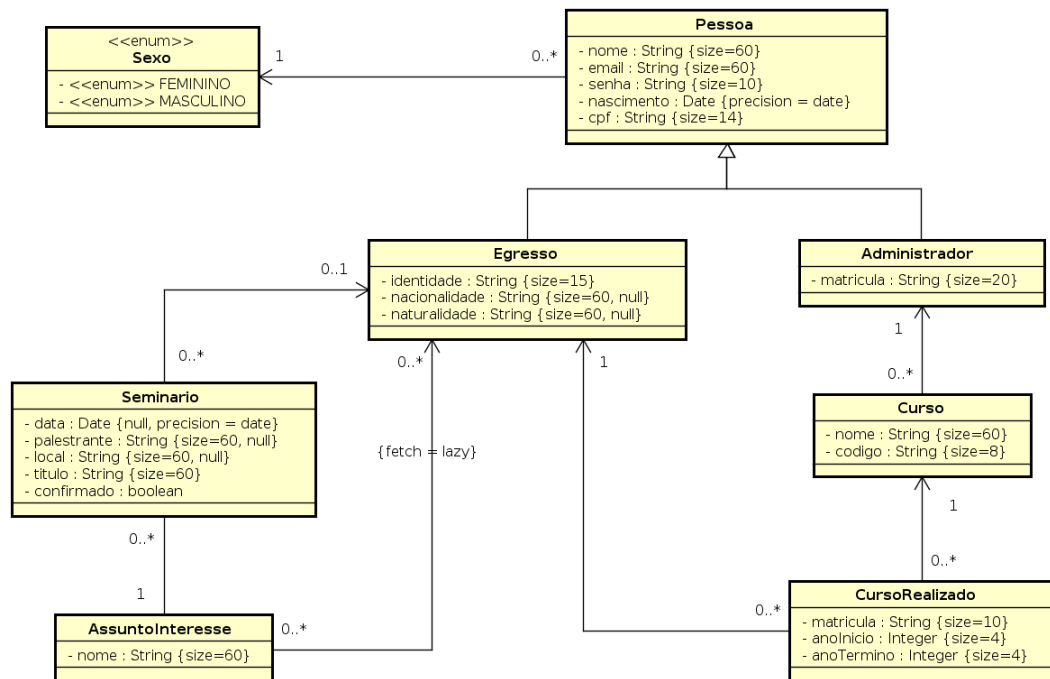 <<enum>>
Sexo
- <<enum>> FEMININO
- <<enum>> MASCULINO
1
0..*
Pessoa
- nome : String {size=60}
- email : String {size=60}
- senha : String {size=10}
- nascimento : Date {precision = date}
- cpf : String {size=14}
0..1
0..*
Egresso
- identidade : String {size=15}
- nacionalidade : String {size=60, null}
- naturalidade : String {size=60, null}
Administrador
- matricula : String {size=20}
0..*
1
1
0..*
Seminario
- data : Date {null, precision = date}
- palestrante : String {size=60, null}
- local : String {size=60, null}
- titulo : String {size=60}
- confirmado : boolean
{fetch = lazy}
Curso
- nome : String {size=60}
- codigo : String {size=8}
0..*
1
1
0..*
AssuntoInteresse
- nome : String {size=60}
0..*
0..*
CursoRealizado
- matricula : String {size=10}
- anoInicio : Integer {size=4}
- anoTermino : Integer {size=4}